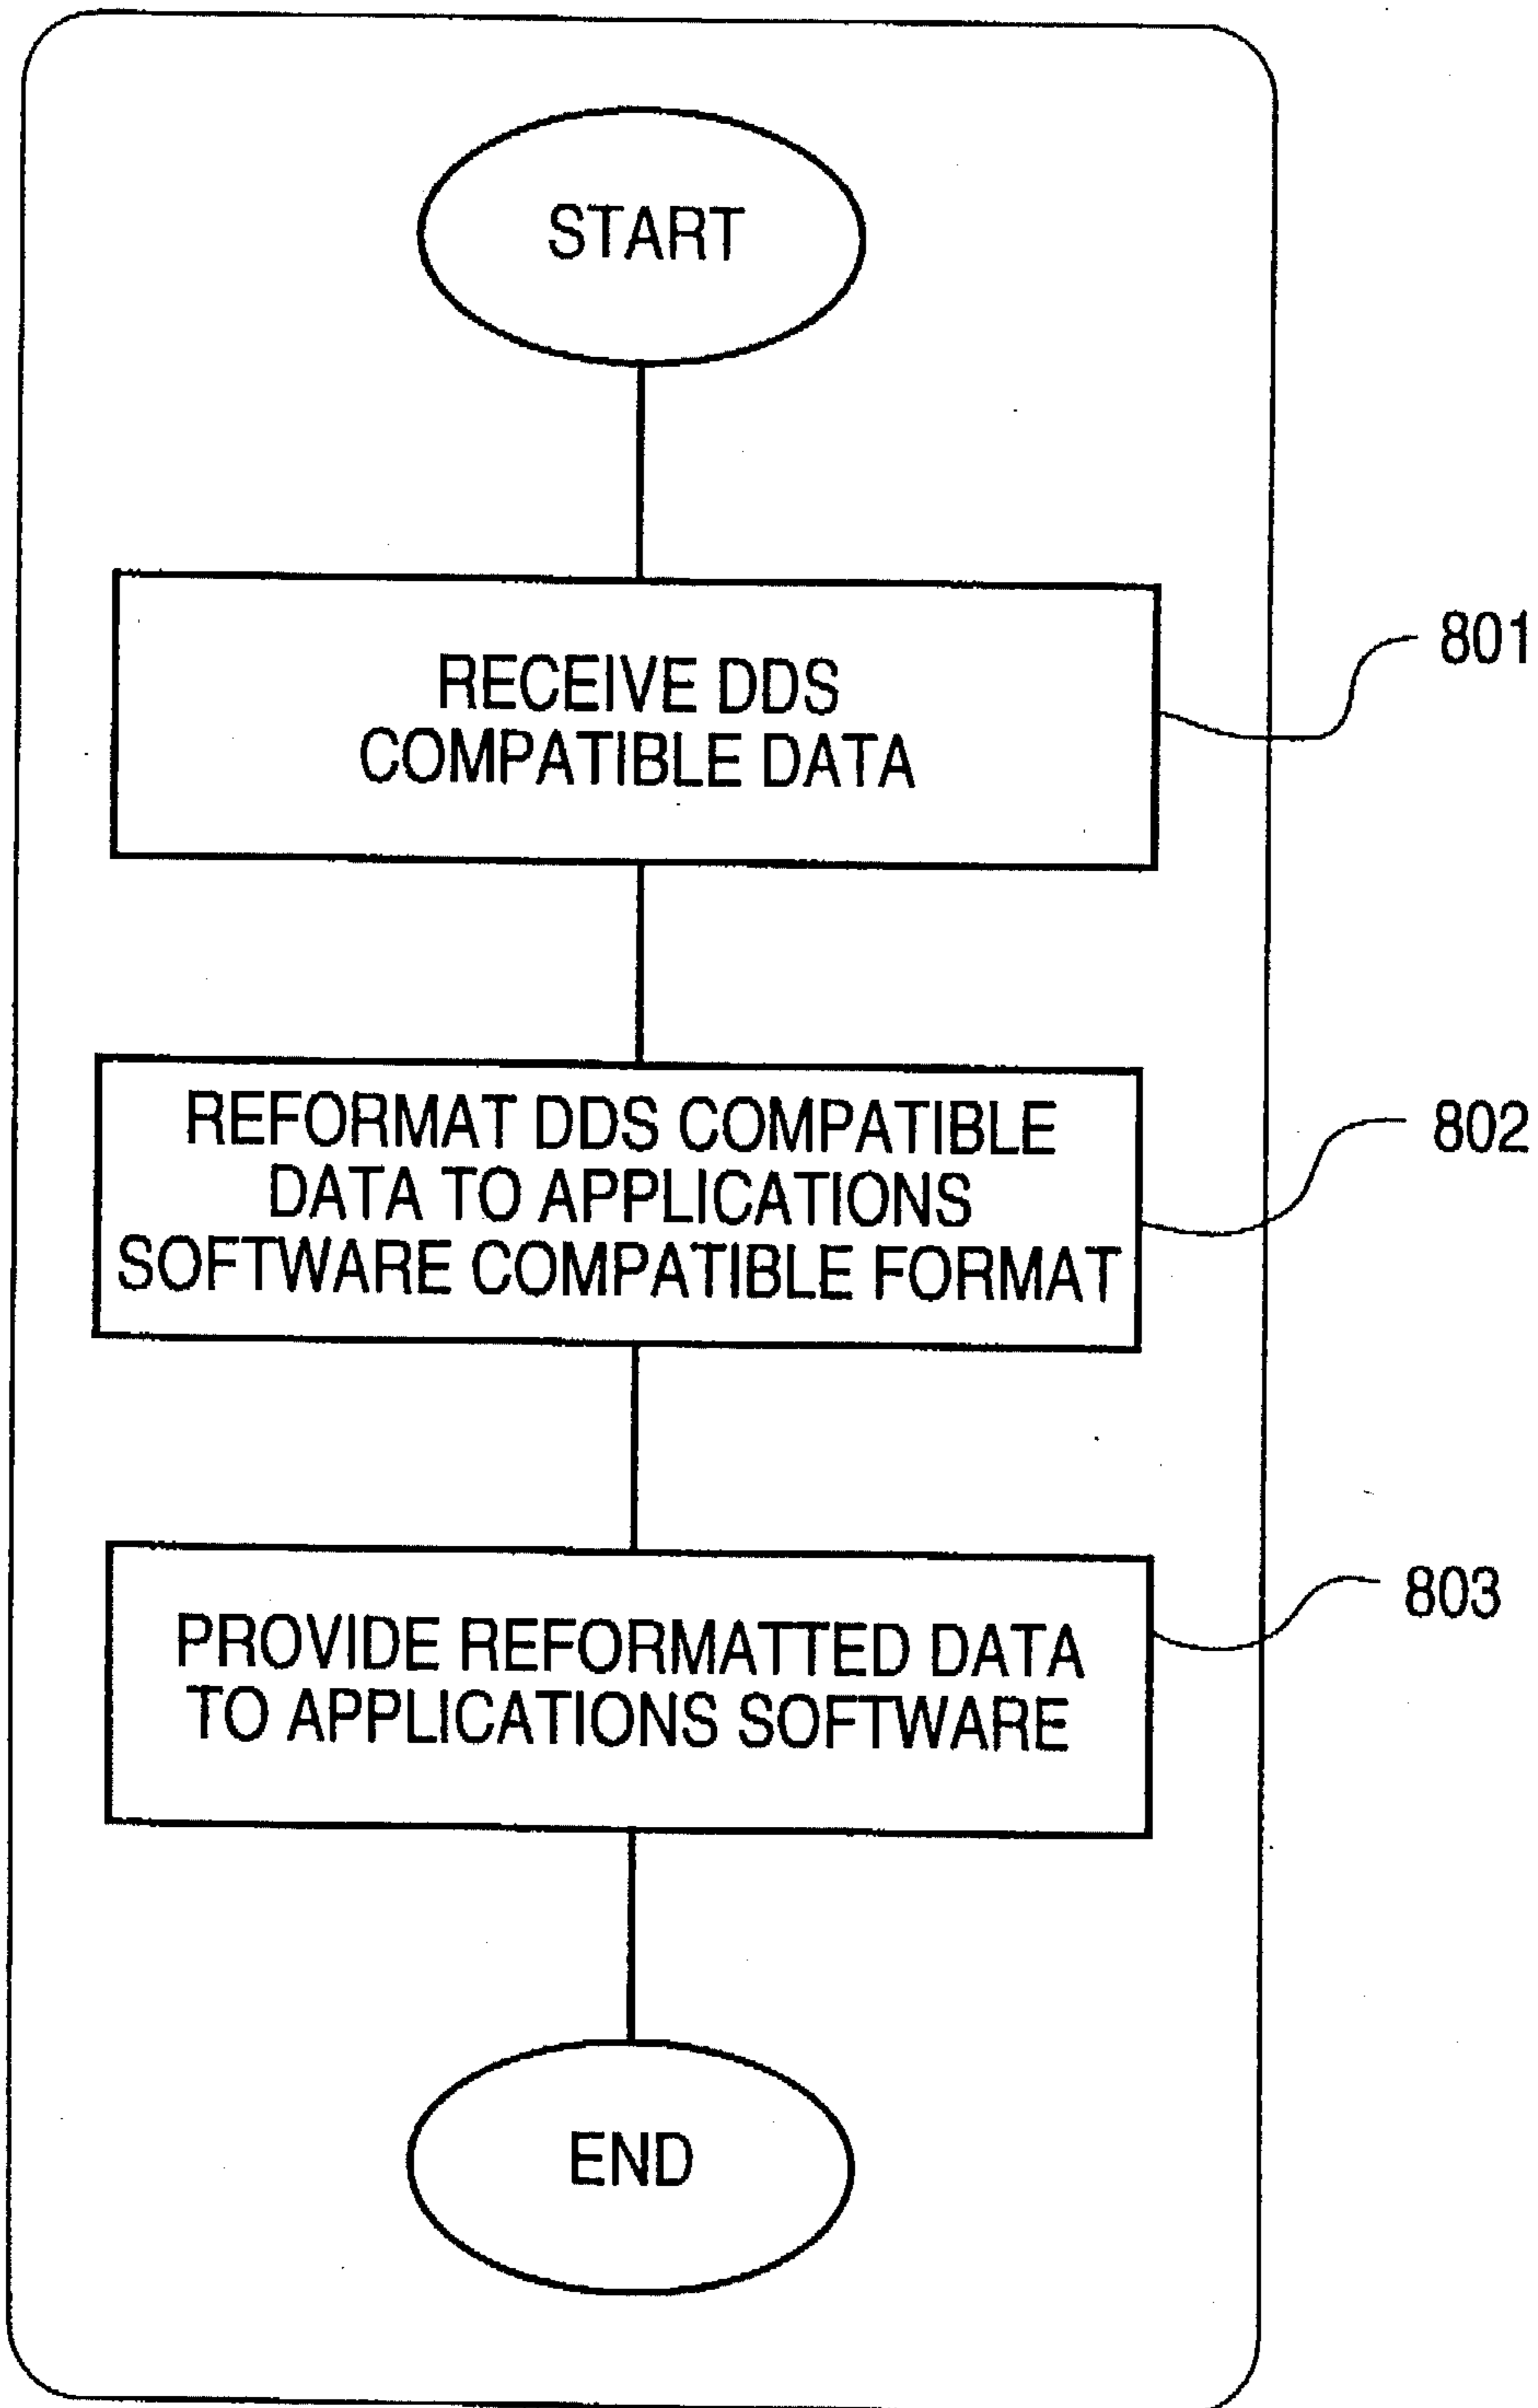 START
RECEIVE DDS
COMPATIBLE DATA
801
REFORMAT DDS COMPATIBLE
DATA TO APPLICATIONS
SOFTWARE COMPATIBLE FORMAT
802
PROVIDE REFORMATTED DATA
TO APPLICATIONS SOFTWARE
803
END